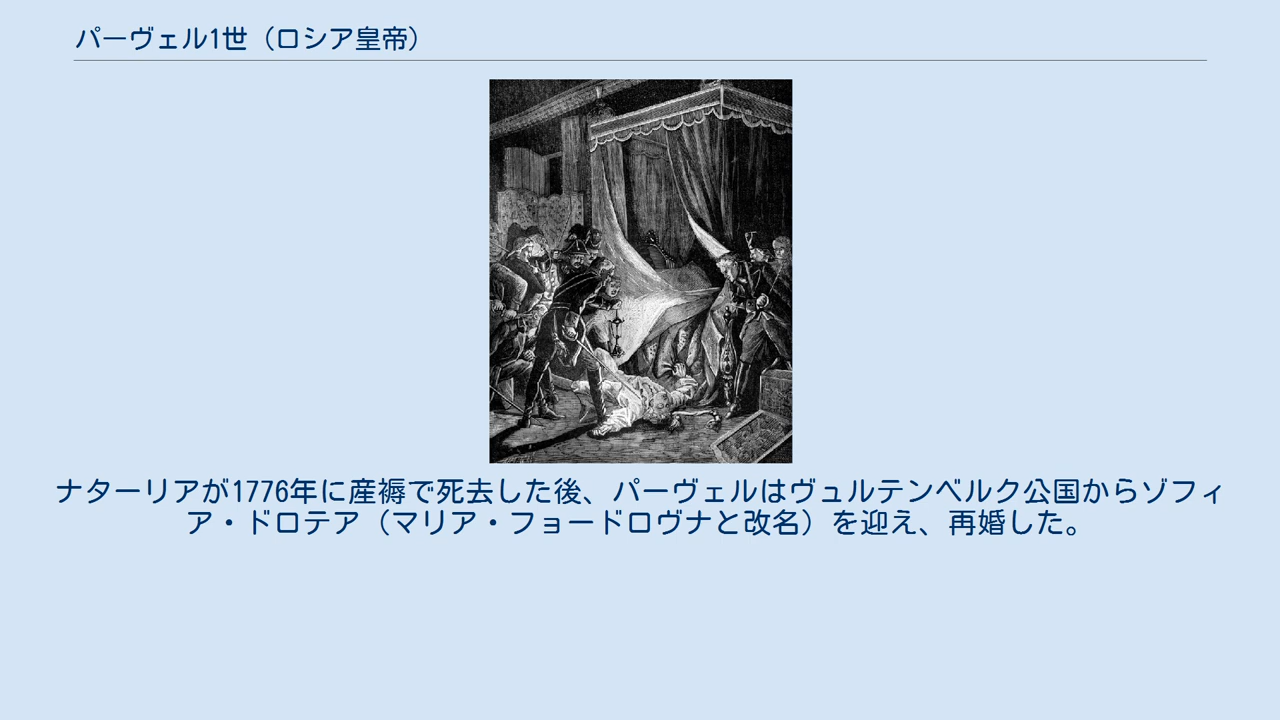 パーヴェル1世（ロシア皇帝）
ナターリアが1776年に産褥で死去した後、パーヴェルはヴュルテンベルク公国からゾフィ
ア・ドロテア（マリア・フョードロヴナと改名）を迎え、再婚した。